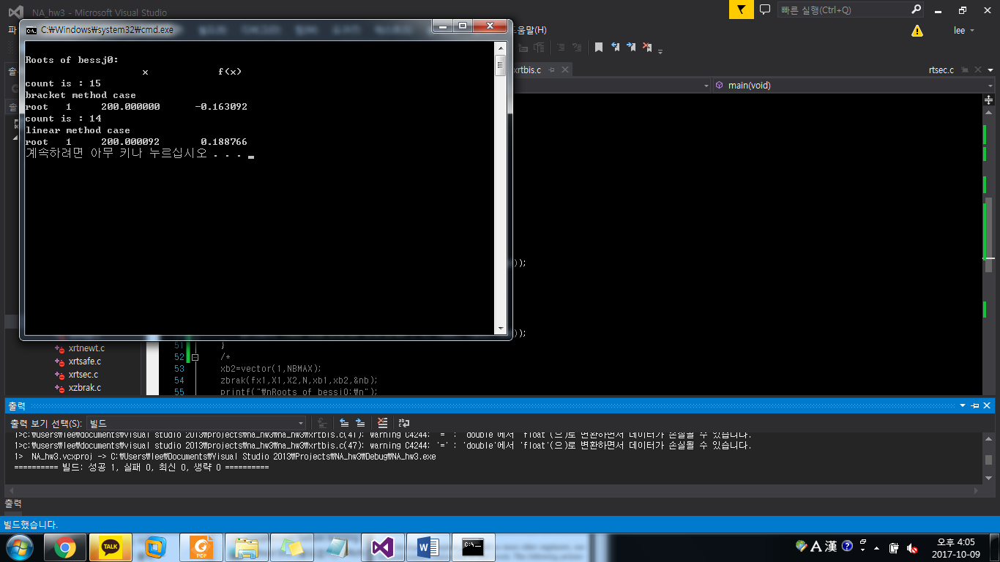 NA_hw3 - Microsoft Visual Studio
빠른 실행(Ctrl+Q)
도움말(H)
lee
C:\Windows\system32\cmd.exe
Roots of bessj0:
x f(x)
count is : 15
bracket method case
root 1 200.000000 -0.163092
count is : 14
linear method case
root 1 200.000092 0.188766
계속하려면 아무 키나 누르십시오 . . .
xrtbis.c
rtsec.c
main(void)
));
));
51 }
52 /*
53 xb2=vector(1,NBMAX);
54 zbrak(fx1,X1,X2,N,xb1,xb2,&nb);
55 printf("\nRoots of bessj0:\n");
xrtnewt.c
xrtsafe.c
xrtsec.c
xzbrak.c
출력
출력 보기 선택(S): 빌드
1>c:\users\lee\documents\visual studio 2013\projects\na_hw3\na_hw3\xrtbis.c(41): warning C4244: '=' : 'double'에서 'float'(으)로 변환하면서 데이터가 손실될 수 있습니다.
1>c:\users\lee\documents\visual studio 2013\projects\na_hw3\na_hw3\xrtbis.c(47): warning C4244: '=' : 'double'에서 'float'(으)로 변환하면서 데이터가 손실될 수 있습니다.
1> NA_hw3.vcxproj -> C:\Users\lee\Documents\Visual Studio 2013\Projects\NA_hw3\Debug\NA_hw3.exe
========== 빌드: 성공 1, 실패 0, 최신 0, 생략 0 ==========
출력
빌드했습니다.
TALK
PDF
A 漢
오후 4:05
2017-10-09